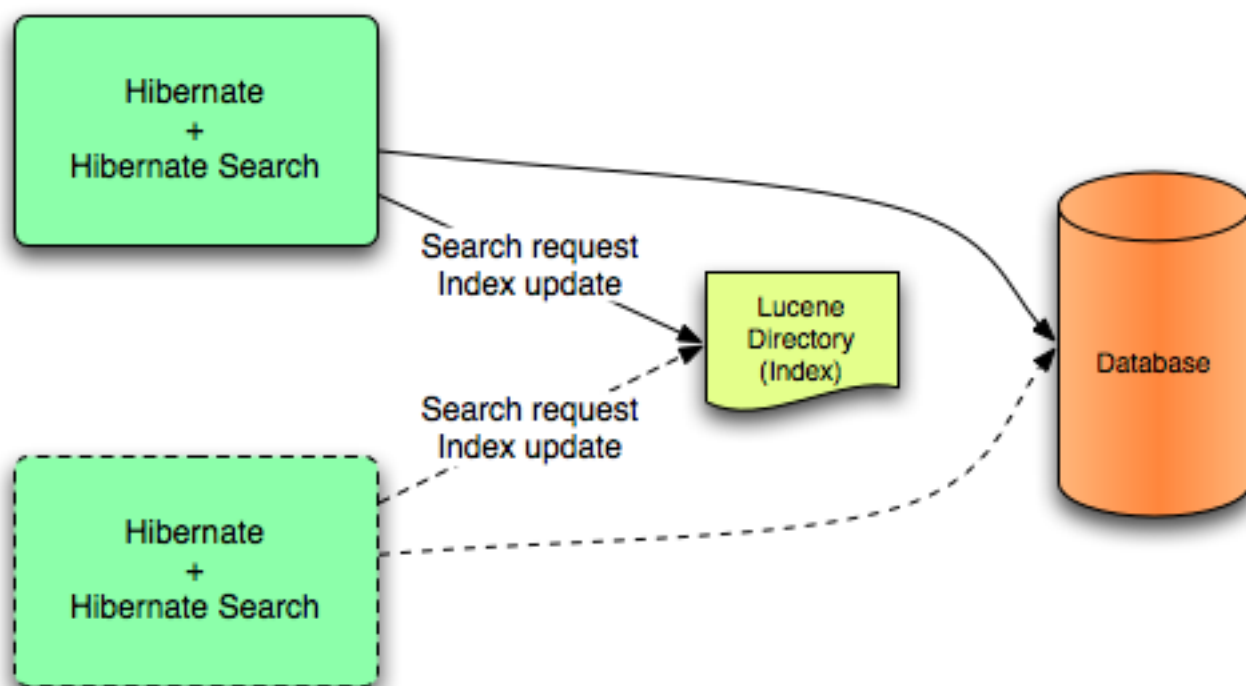 Hibernate
+
Hibernate Search
Search request
Index update
Lucene
Directory
(Index)
Database
Search request
Index update
Hibernate
+
Hibernate Search